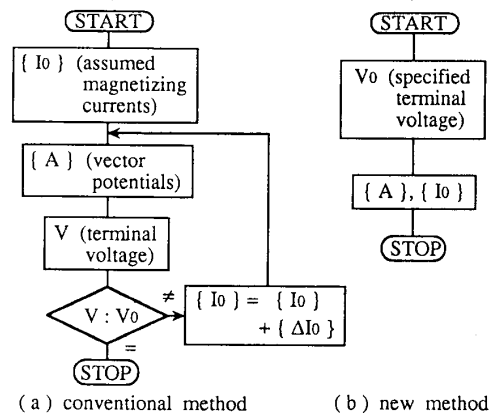 START
{ I0 } (assumed
magnetizing
currents)
{ A } (vector
potentials)
V (terminal
voltage)
V : V0
≠
=
{ I0 } = { I0 }
+ { ΔI0 }
STOP
(a) conventional method
START
V0 (specified
terminal
voltage)
{ A }, { I0 }
STOP
(b) new method